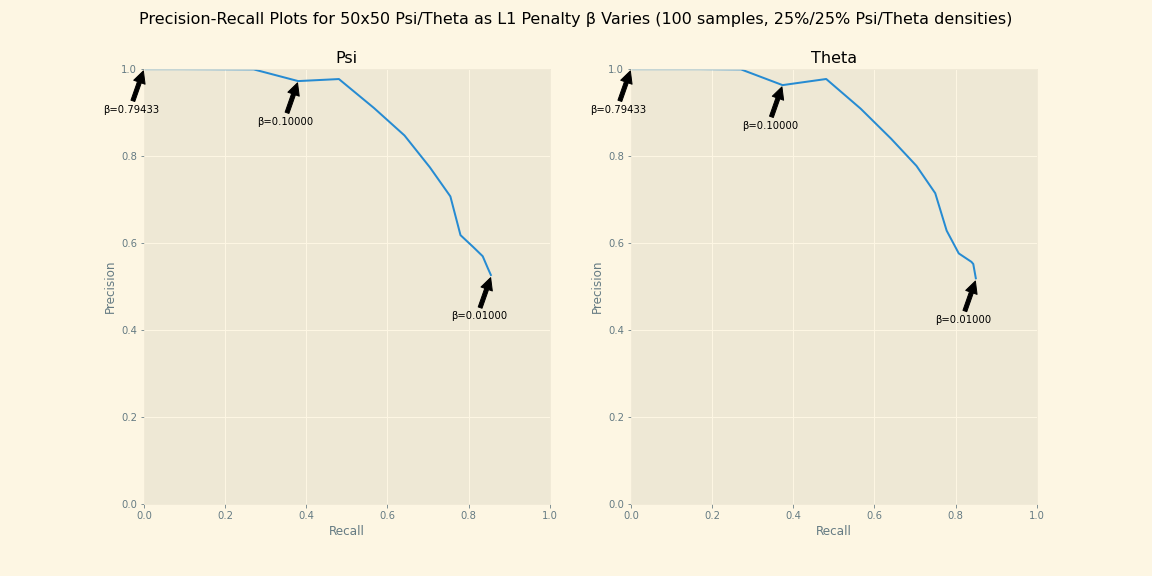 Precision-Recall Plots for 50x50 Psi/Theta as L1 Penalty β Varies (100 samples, 25%/25% Psi/Theta densities)
Psi
1.0
0.8
0.6
0.4
0.2
0.0
Precision
β=0.79433
β=0.10000
β=0.01000
0.0 0.2 0.4 0.6 0.8 1.0
Recall
Theta
1.0
0.8
0.6
0.4
0.2
0.0
Precision
β=0.79433
β=0.10000
β=0.01000
0.0 0.2 0.4 0.6 0.8 1.0
Recall